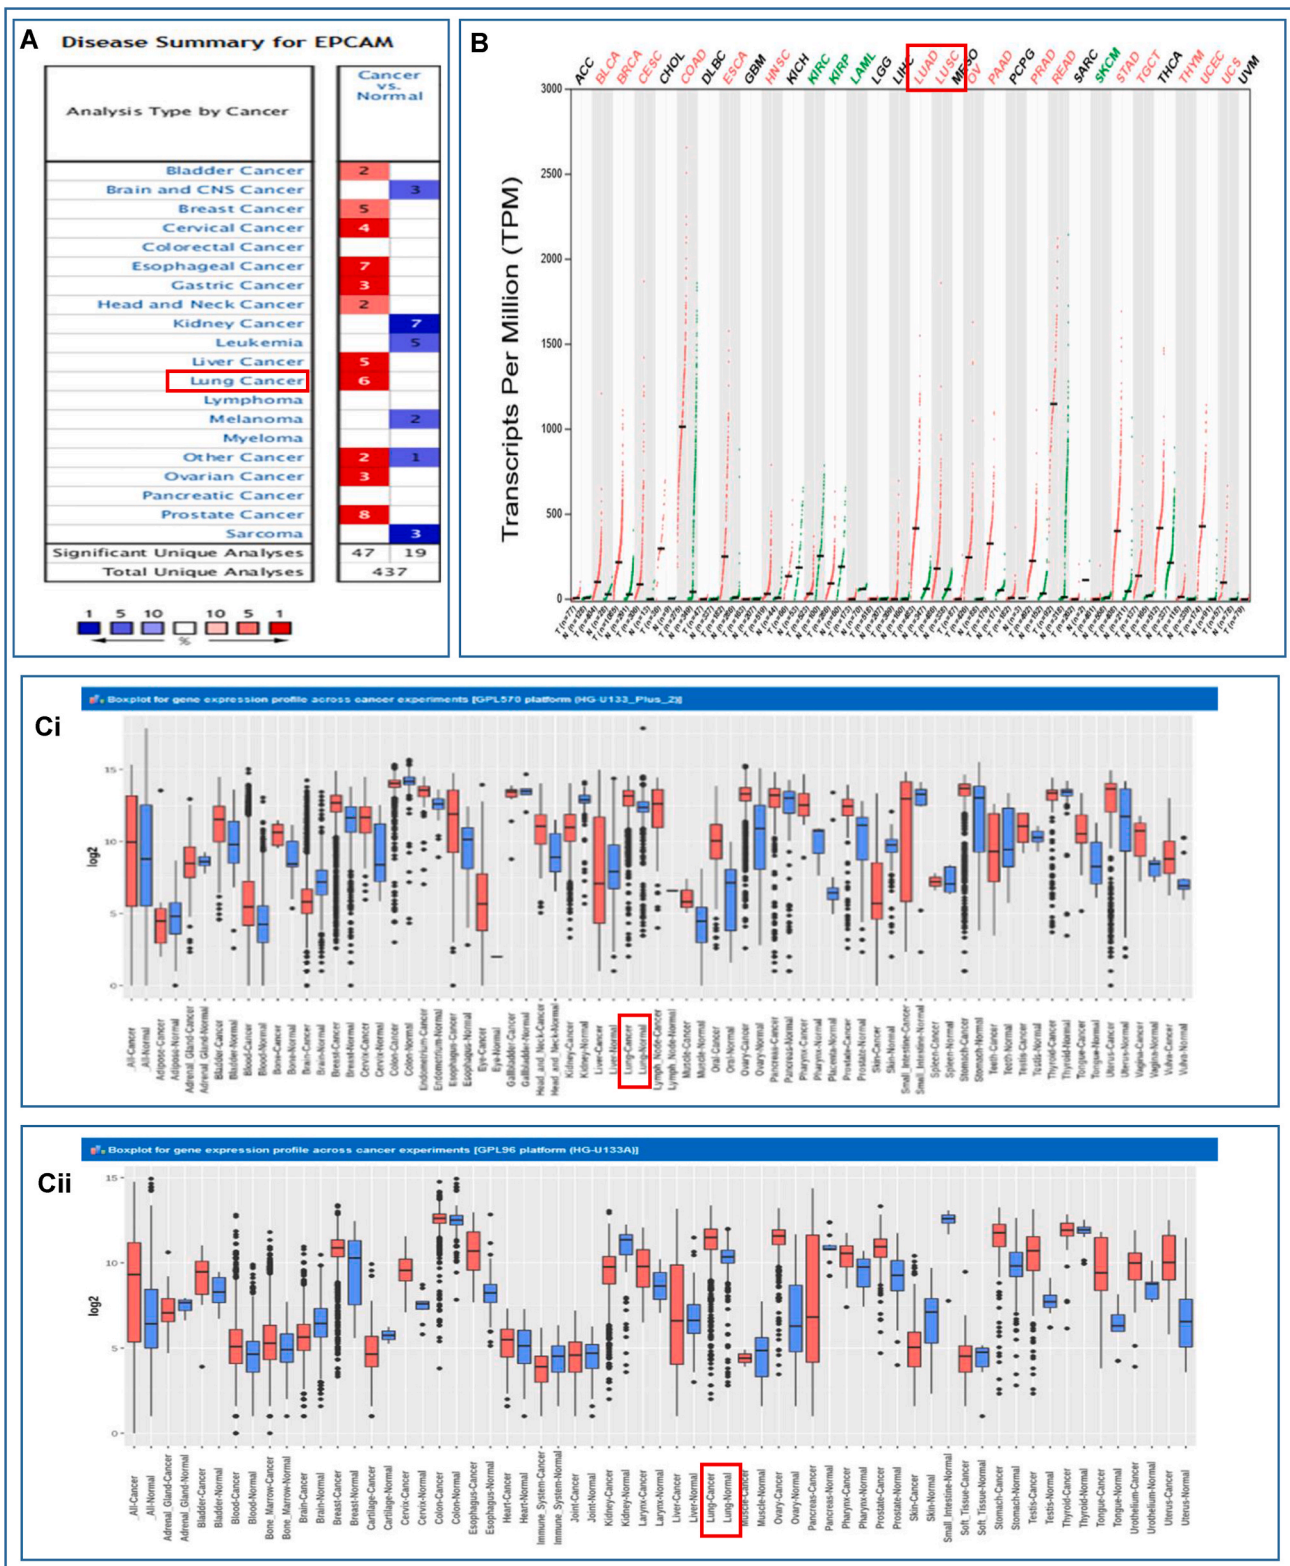 A
Disease Summary for EPCAM
Analysis Type by Cancer
Cancer
vs.
Normal
Bladder Cancer 2
Brain and CNS Cancer 3
Breast Cancer 5
Cervical Cancer 4
Colorectal Cancer
Esophageal Cancer 7
Gastric Cancer 3
Head and Neck Cancer 2
Kidney Cancer 7
Leukemia 5
Liver Cancer 5
Lung Cancer 6
Lymphoma
Melanoma 2
Myeloma
Other Cancer 2 1
Ovarian Cancer 3
Pancreatic Cancer
Prostate Cancer 8
Sarcoma 3
Significant Unique Analyses 47 19
Total Unique Analyses 437
1 5 10 10 5 1
%
B
ACC BLCA BRCA CESC CHOL COAD DLBC ESCA GBM HNSC KICH KIRC KIRP LAML LGG LIHC LUAD LUSC MESO OV PAAD PCPG PRAD READ SARC SKCM STAD TGCT THCA THYM UCEC UCS UVM
Transcripts Per Million (TPM)
3000
2500
2000
1500
1000
500
0
Ci
Boxplot for gene expression profile across cancer experiments [GPL570 platform (HG-U133_Plus_2)]
log2
15
10
5
0
_All-Cancer
_All-Normal
Adipose-Cancer
Adipose-Normal
Adrenal_Gland-Cancer
Adrenal_Gland-Normal
Bladder-Cancer
Bladder-Normal
Blood-Cancer
Blood-Normal
Bone-Cancer
Bone-Normal
Brain-Cancer
Brain-Normal
Breast-Cancer
Breast-Normal
Cervix-Cancer
Cervix-Normal
Colon-Cancer
Colon-Normal
Endometrium-Cancer
Endometrium-Normal
Esophagus-Cancer
Esophagus-Normal
Eye-Cancer
Eye-Normal
Gallbladder-Cancer
Gallbladder-Normal
Head_and_Neck-Cancer
Head_and_Neck-Normal
Kidney-Cancer
Kidney-Normal
Liver-Cancer
Liver-Normal
Lung-Cancer
Lung-Normal
Lymph_Node-Cancer
Lymph_Node-Normal
Muscle-Cancer
Muscle-Normal
Oral-Cancer
Oral-Normal
Ovary-Cancer
Ovary-Normal
Pancreas-Cancer
Pancreas-Normal
Pharynx-Cancer
Pharynx-Normal
Placenta-Normal
Prostate-Cancer
Prostate-Normal
Skin-Cancer
Skin-Normal
Small_Intestine-Cancer
Small_Intestine-Normal
Spleen-Cancer
Spleen-Normal
Stomach-Cancer
Stomach-Normal
Teeth-Cancer
Teeth-Normal
Testis-Cancer
Testis-Normal
Thyroid-Cancer
Thyroid-Normal
Tongue-Cancer
Tongue-Normal
Uterus-Cancer
Uterus-Normal
Vagina-Cancer
Vagina-Normal
Vulva-Cancer
Vulva-Normal
Cii
Boxplot for gene expression profile across cancer experiments [GPL96 platform (HG-U133A)]
log2
15
10
5
0
_All-Cancer
_All-Normal
Adrenal_Gland-Cancer
Adrenal_Gland-Normal
Bladder-Cancer
Bladder-Normal
Blood-Cancer
Blood-Normal
Bone_Marrow-Cancer
Bone_Marrow-Normal
Brain-Cancer
Brain-Normal
Breast-Cancer
Breast-Normal
Cartilage-Cancer
Cartilage-Normal
Cervix-Cancer
Cervix-Normal
Colon-Cancer
Colon-Normal
Esophagus-Cancer
Esophagus-Normal
Heart-Cancer
Heart-Normal
Immune_System-Cancer
Immune_System-Normal
Joint-Cancer
Joint-Normal
Kidney-Cancer
Kidney-Normal
Larynx-Cancer
Larynx-Normal
Liver-Cancer
Liver-Normal
Lung-Cancer
Lung-Normal
Muscle-Cancer
Muscle-Normal
Ovary-Cancer
Ovary-Normal
Pancreas-Cancer
Pancreas-Normal
Pharynx-Cancer
Pharynx-Normal
Prostate-Cancer
Prostate-Normal
Skin-Cancer
Skin-Normal
Small_Intestine-Normal
Soft_Tissue-Cancer
Soft_Tissue-Normal
Stomach-Cancer
Stomach-Normal
Testis-Cancer
Testis-Normal
Thyroid-Cancer
Thyroid-Normal
Tongue-Cancer
Tongue-Normal
Urothelium-Cancer
Urothelium-Normal
Uterus-Cancer
Uterus-Normal